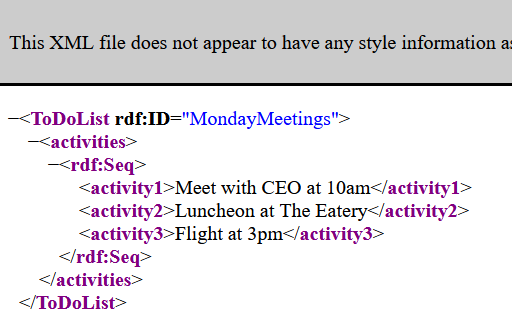 This XML file does not appear to have any style information as
−<ToDoList rdf:ID="MondayMeetings">
−<activities>
−<rdf:Seq>
<activity1>Meet with CEO at 10am</activity1>
<activity2>Luncheon at The Eatery</activity2>
<activity3>Flight at 3pm</activity3>
</rdf:Seq>
</activities>
</ToDoList>